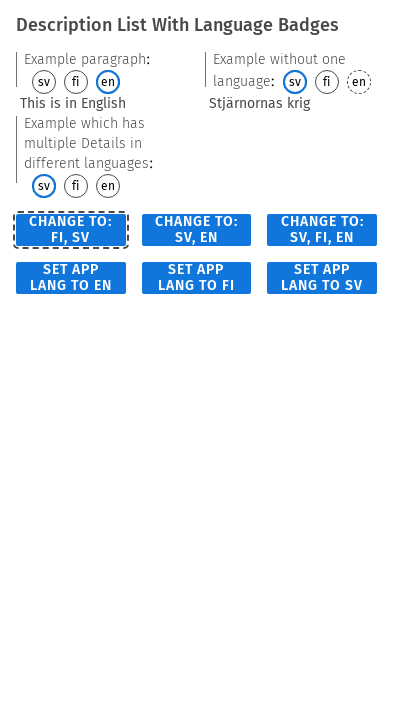 Description List With Language Badges
Example paragraph:
sv fi en
This is in English
Example without one
language: sv fi en
Stjärnornas krig
Example which has
multiple Details in
different languages:
sv fi en
CHANGE TO:
FI, SV
CHANGE TO:
SV, EN
CHANGE TO:
SV, FI, EN
SET APP
LANG TO EN
SET APP
LANG TO FI
SET APP
LANG TO SV